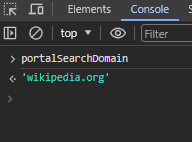 Elements Console
top Filter
portalSearchDomain
'wikipedia.org'